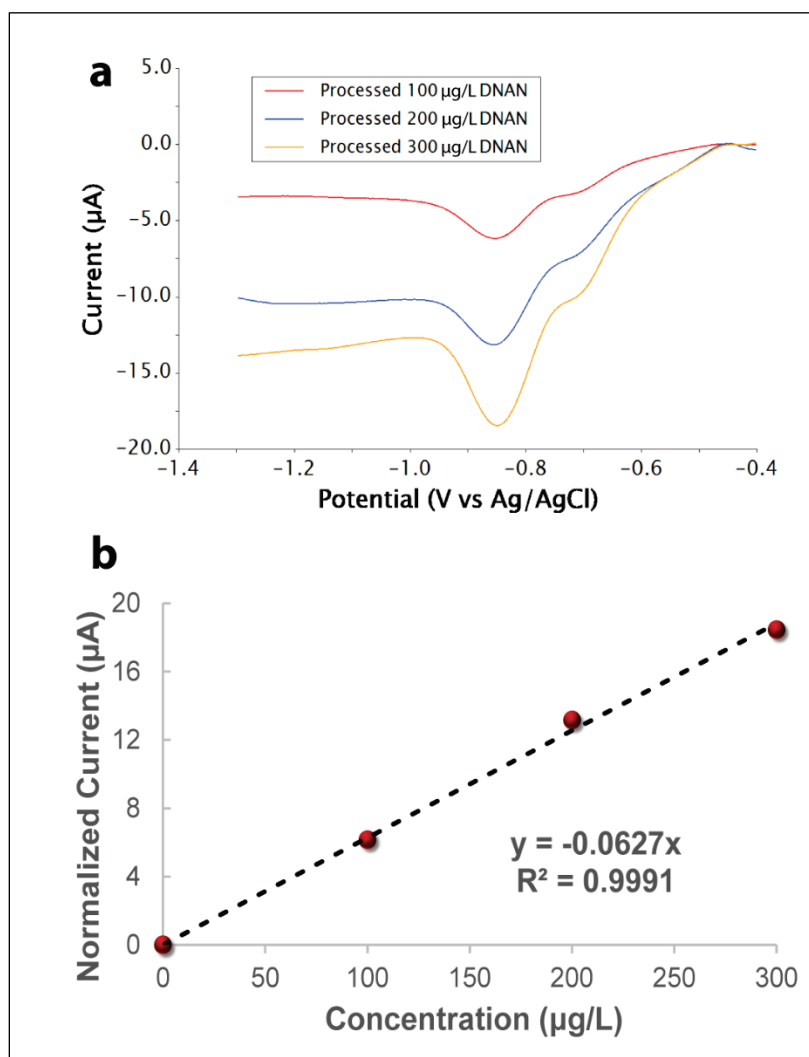 a
5.0
0.0
−5.0
−10.0
−15.0
−20.0
Current (µA)
Processed 100 µg/L DNAN
Processed 200 µg/L DNAN
Processed 300 µg/L DNAN
−1.4 −1.2 −1.0 −0.8 −0.6 −0.4
Potential (V vs Ag/AgCl)
b
20
16
12
8
4
0
Normalized Current (µA)
y = -0.0627x
R² = 0.9991
0 50 100 150 200 250 300
Concentration (µg/L)